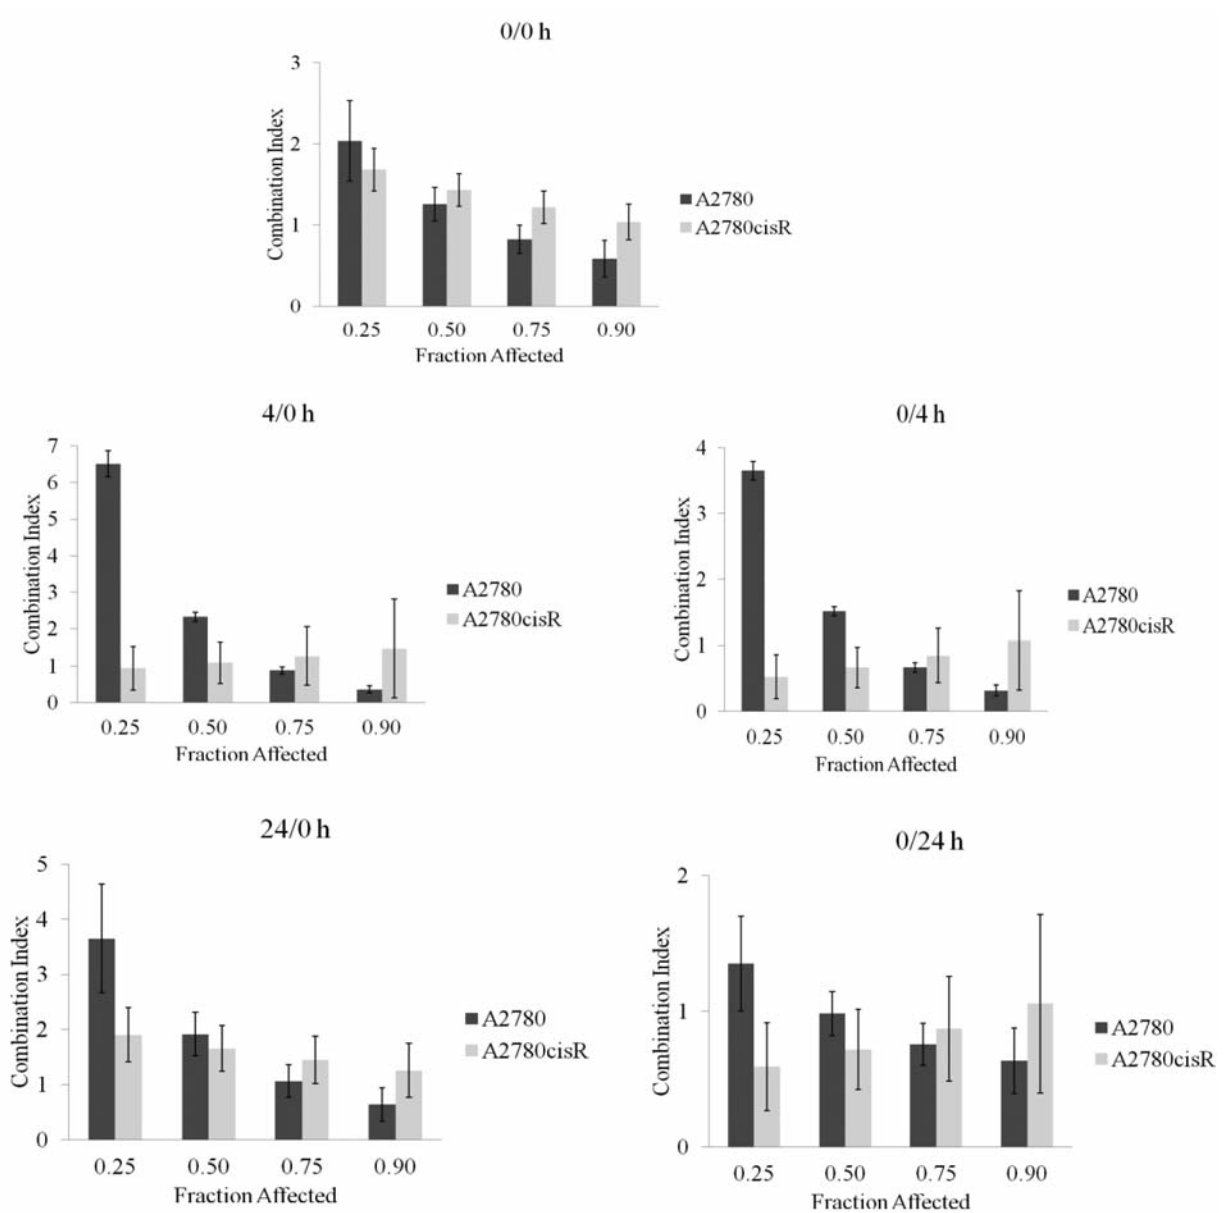 0/0 h
3
2
1
0
Combination Index
0.25 0.50 0.75 0.90
Fraction Affected
A2780
A2780cisR
4/0 h
7
6
5
4
3
2
1
0
Combination Index
0.25 0.50 0.75 0.90
Fraction Affected
A2780
A2780cisR
0/4 h
4
3
2
1
0
Combination Index
0.25 0.50 0.75 0.90
Fraction Affected
A2780
A2780cisR
24/0 h
5
4
3
2
1
0
Combination Index
0.25 0.50 0.75 0.90
Fraction Affected
A2780
A2780cisR
0/24 h
2
1
0
Combination Index
0.25 0.50 0.75 0.90
Fraction Affected
A2780
A2780cisR